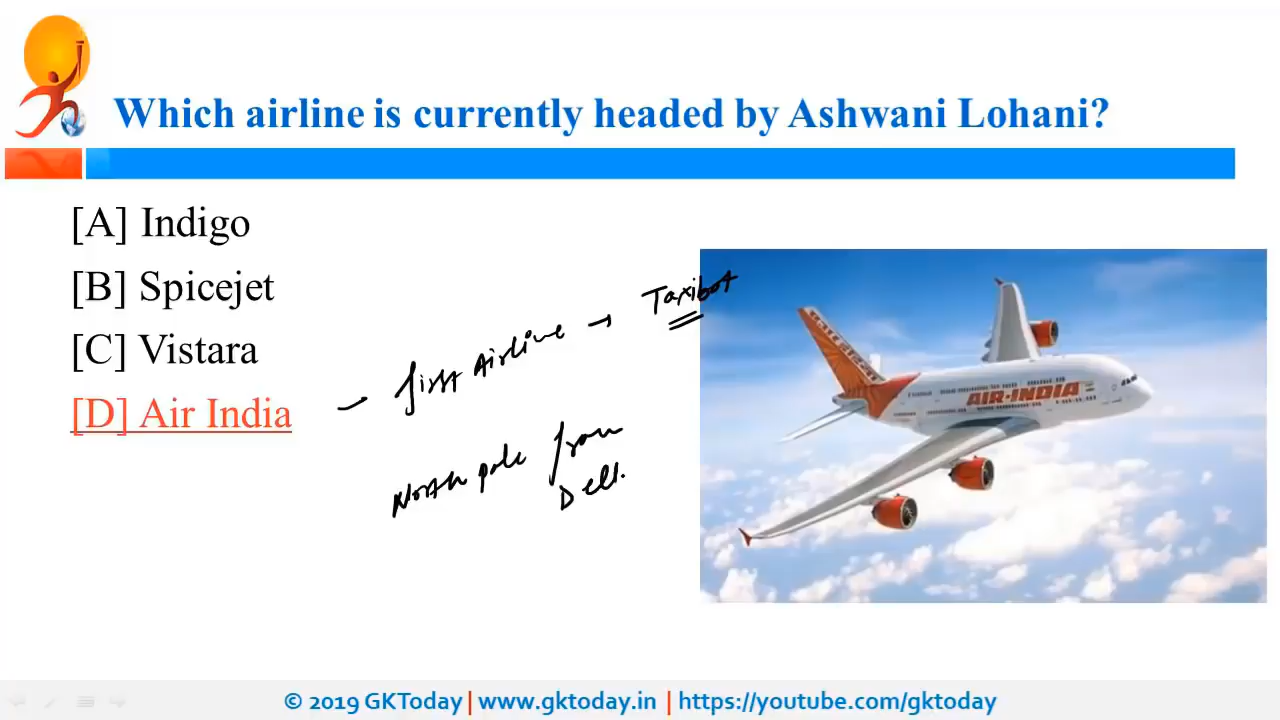 Which airline is currently headed by Ashwani Lohani?
[A] Indigo
[B] Spicejet
[C] Vistara
[D] Air India
first Airline → Taxibot
North pole from
Delhi
AIR-INDIA
© 2019 GKToday | www.gktoday.in | https://youtube.com/gktoday